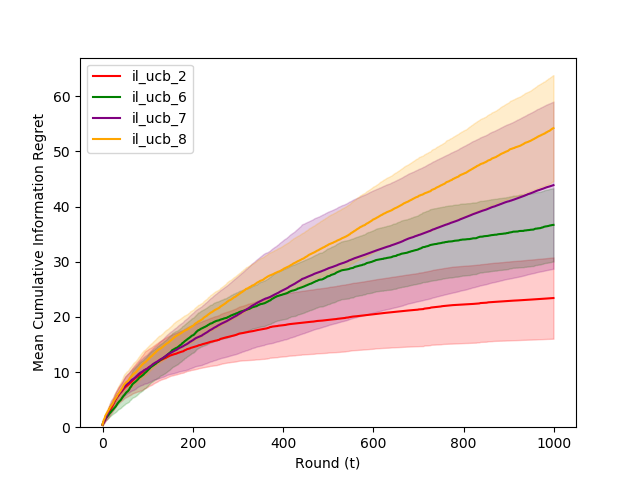 il_ucb_2
il_ucb_6
il_ucb_7
il_ucb_8
Mean Cumulative Information Regret
60
50
40
30
20
10
0
0 200 400 600 800 1000
Round (t)